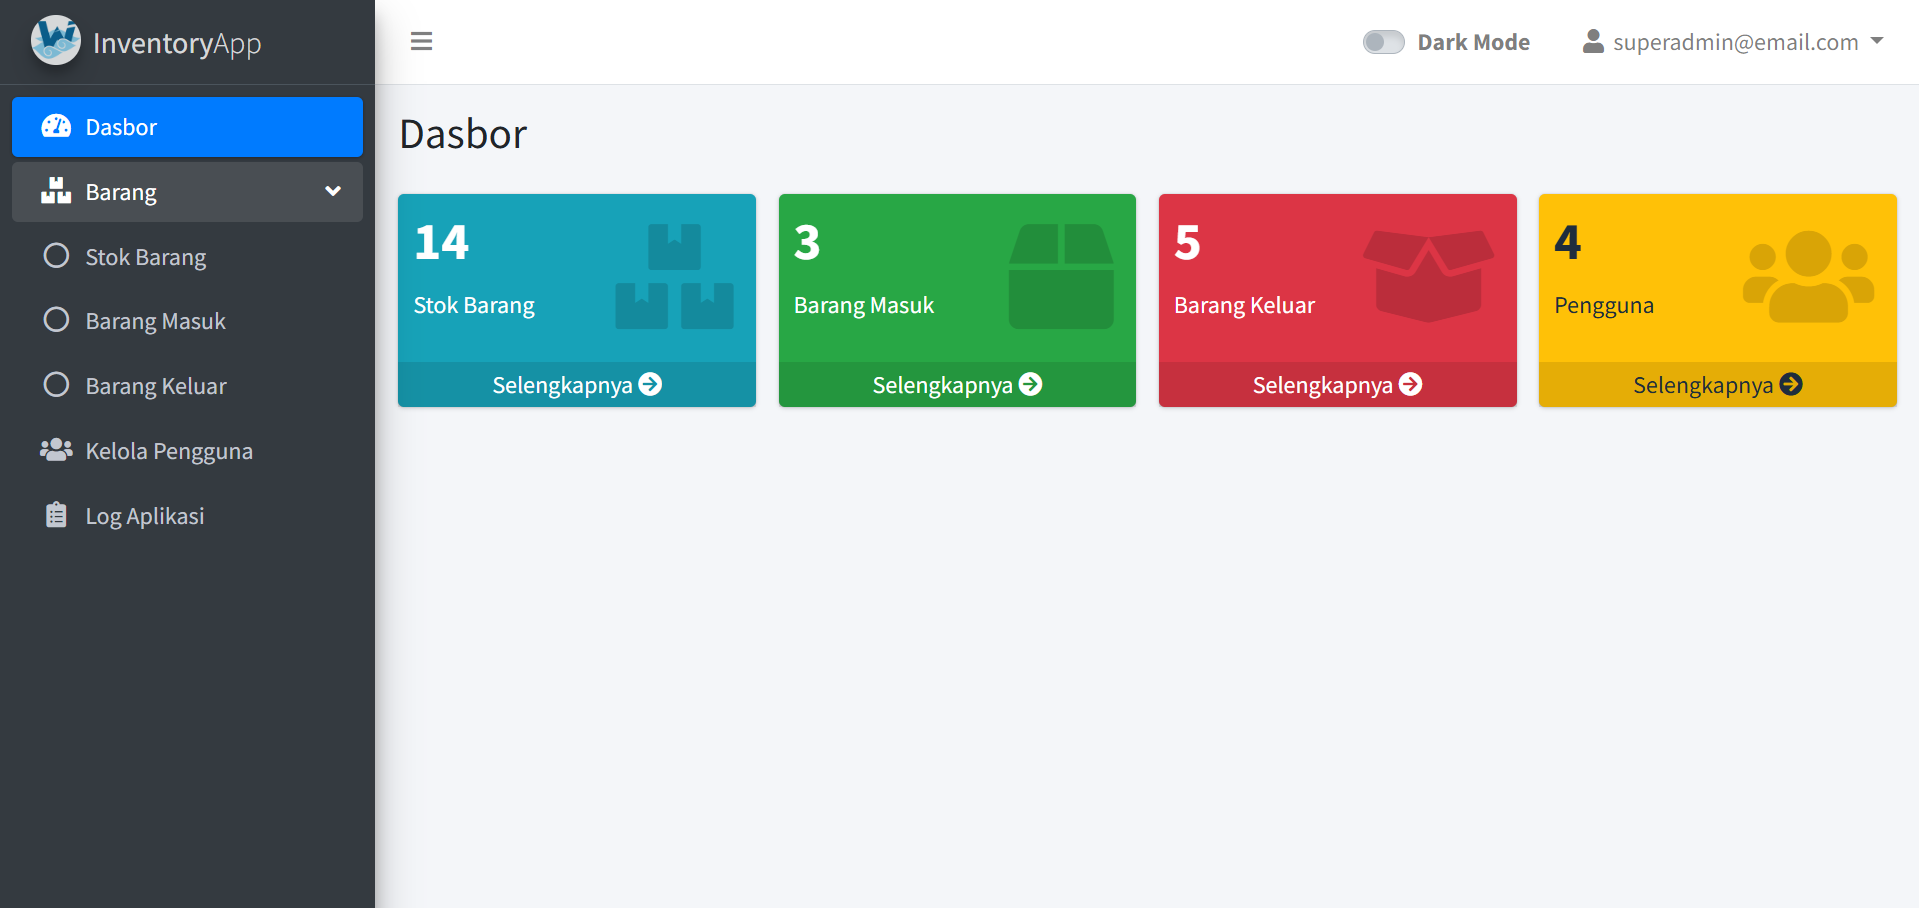 InventoryApp
Dark Mode
superadmin@email.com
Dasbor
Barang
Stok Barang
Barang Masuk
Barang Keluar
Kelola Pengguna
Log Aplikasi
Dasbor
14
Stok Barang
Selengkapnya
3
Barang Masuk
Selengkapnya
5
Barang Keluar
Selengkapnya
4
Pengguna
Selengkapnya